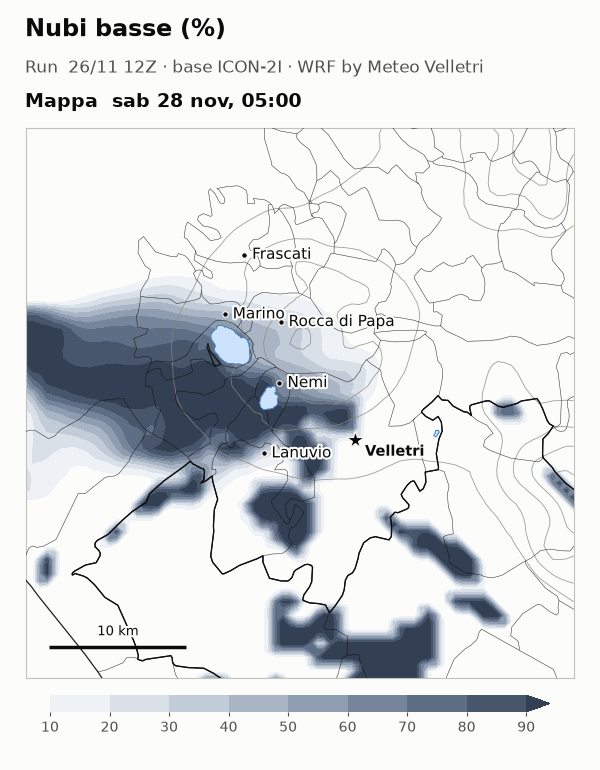 Nubi basse (%)
Run  26/11 12Z · base ICON-2I · WRF by Meteo Velletri
Mappa  sab 28 nov, 05:00
Frascati
Marino
Rocca di Papa
Nemi
Velletri
Lanuvio
10 km
10 20 30 40 50 60 70 80 90